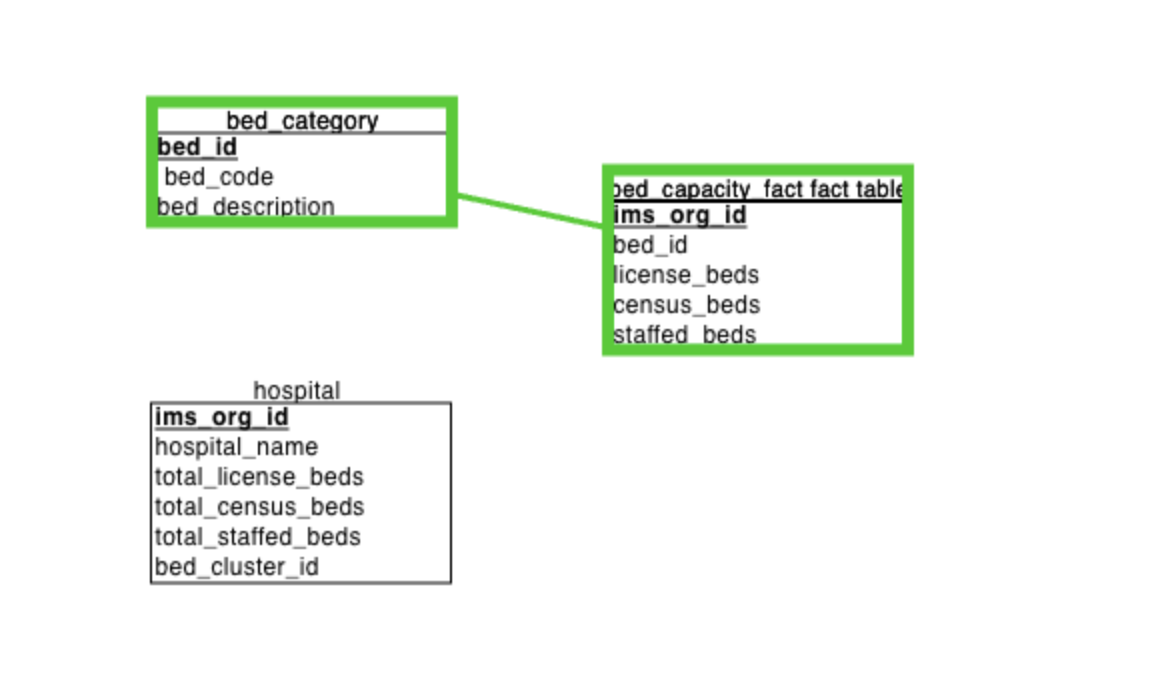 bed_category
bed_id
bed_code
bed_description
bed_capacity_fact fact table
ims_org_id
bed_id
license_beds
census_beds
staffed_beds
hospital
ims_org_id
hospital_name
total_license_beds
total_census_beds
total_staffed_beds
bed_cluster_id